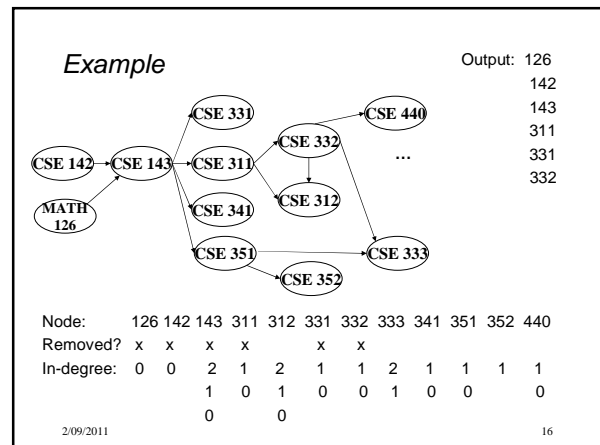 Example
Output: 126
142
143
311
331
332
CSE 331
CSE 440
CSE 332
...
CSE 142
CSE 143
CSE 311
CSE 312
MATH
126
CSE 341
CSE 351
CSE 333
CSE 352
Node: 126 142 143 311 312 331 332 333 341 351 352 440
Removed? x x x x x x
In-degree: 0 0 2 1 2 1 1 2 1 1 1 1
1 0 1 0 0 1 0 0 0
0 0
2/09/2011
16